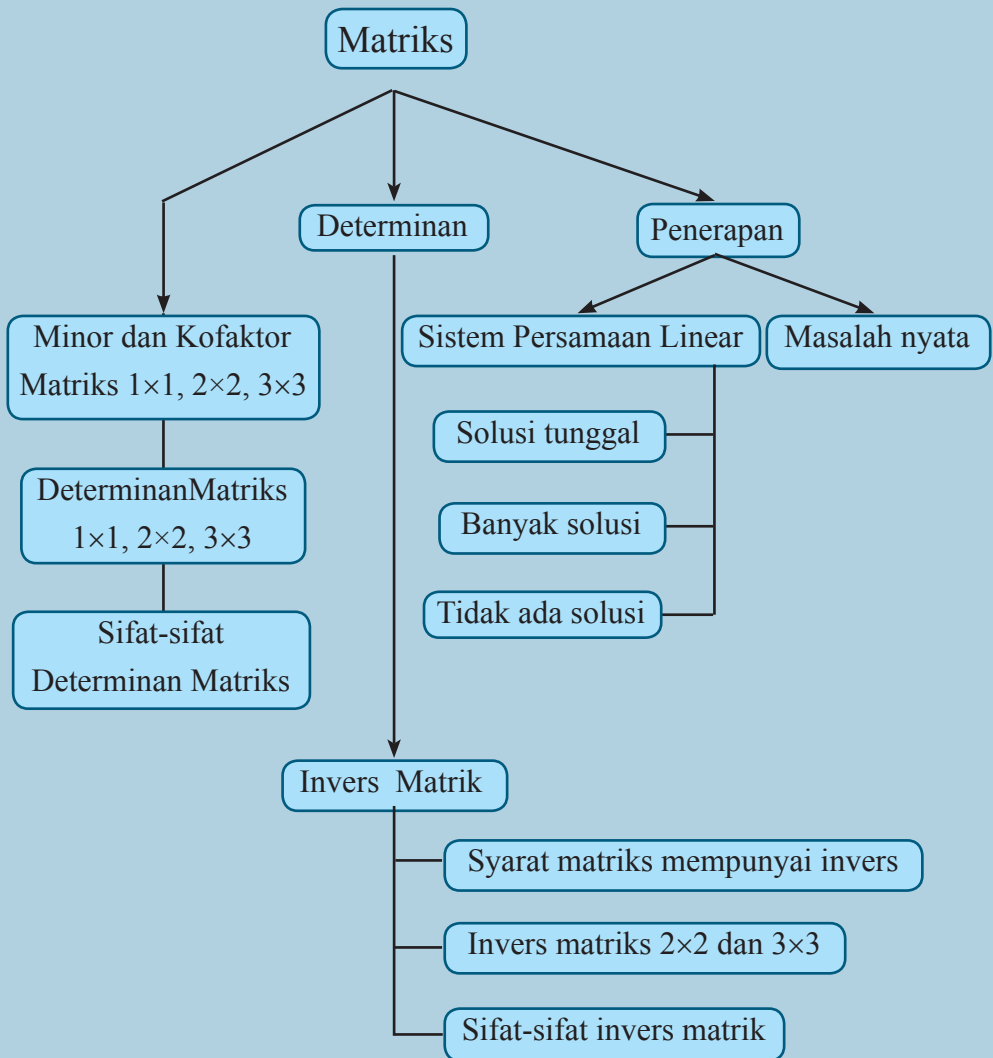 Matriks
Determinan
Penerapan
Minor dan Kofaktor
Matriks 1×1, 2×2, 3×3
Sistem Persamaan Linear
Masalah nyata
Solusi tunggal
DeterminanMatriks
1×1, 2×2, 3×3
Banyak solusi
Tidak ada solusi
Sifat-sifat
Determinan Matriks
Invers Matrik
Syarat matriks mempunyai invers
Invers matriks 2×2 dan 3×3
Sifat-sifat invers matrik